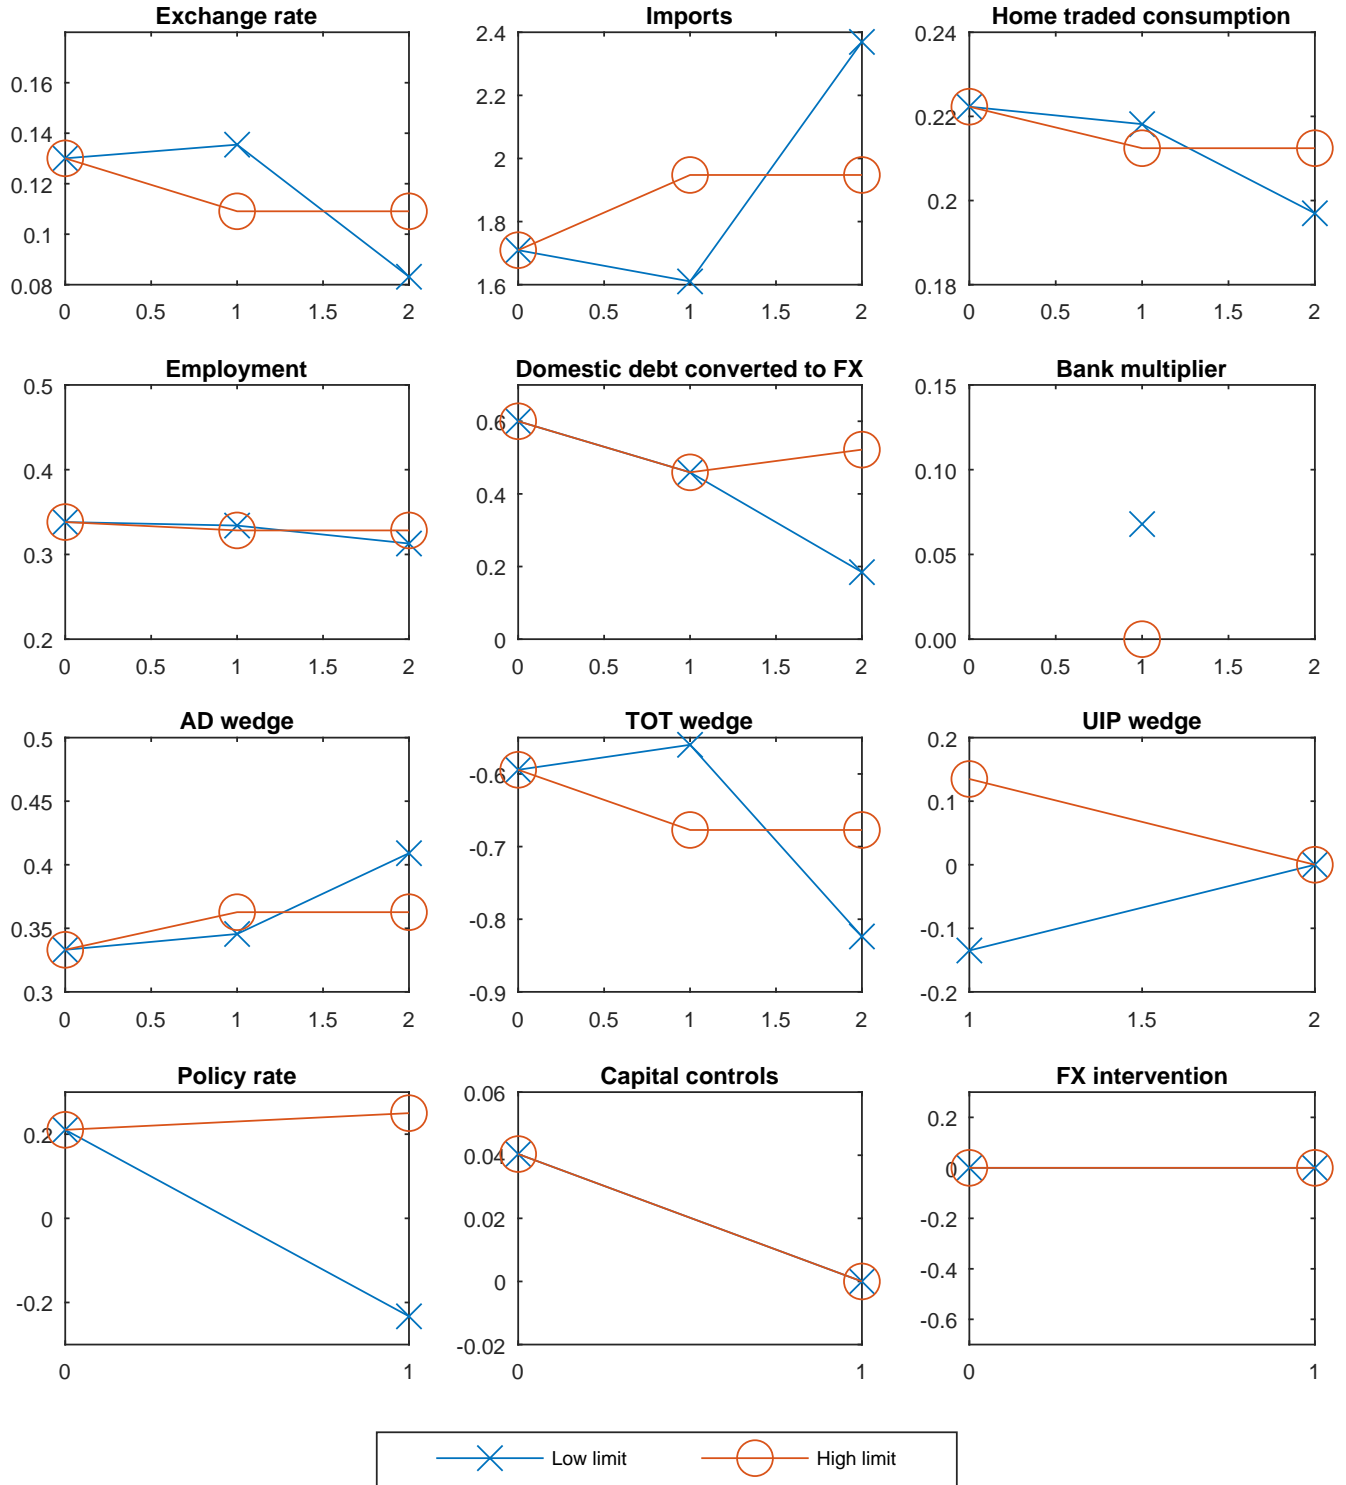 Exchange rate
0.16
0.14
0.12
0.1
0.08
0 0.5 1 1.5 2
Imports
2.4
2.2
2
1.8
1.6
0 0.5 1 1.5 2
Home traded consumption
0.24
0.22
0.2
0.18
0 0.5 1 1.5 2
Employment
0.5
0.4
0.3
0.2
0 0.5 1 1.5 2
Domestic debt converted to FX
0.6
0.4
0.2
0
0 0.5 1 1.5 2
Bank multiplier
0.15
0.10
0.05
0.00
0 0.5 1 1.5 2
AD wedge
0.5
0.45
0.4
0.35
0.3
0 0.5 1 1.5 2
TOT wedge
-0.6
-0.7
-0.8
-0.9
0 0.5 1 1.5 2
UIP wedge
0.2
0.1
0
-0.1
-0.2
1 1.5 2
Policy rate
0.2
0
-0.2
0 1
Capital controls
0.06
0.04
0.02
0
-0.02
0 1
FX intervention
0.2
0
-0.2
-0.4
-0.6
0 1
Low limit High limit